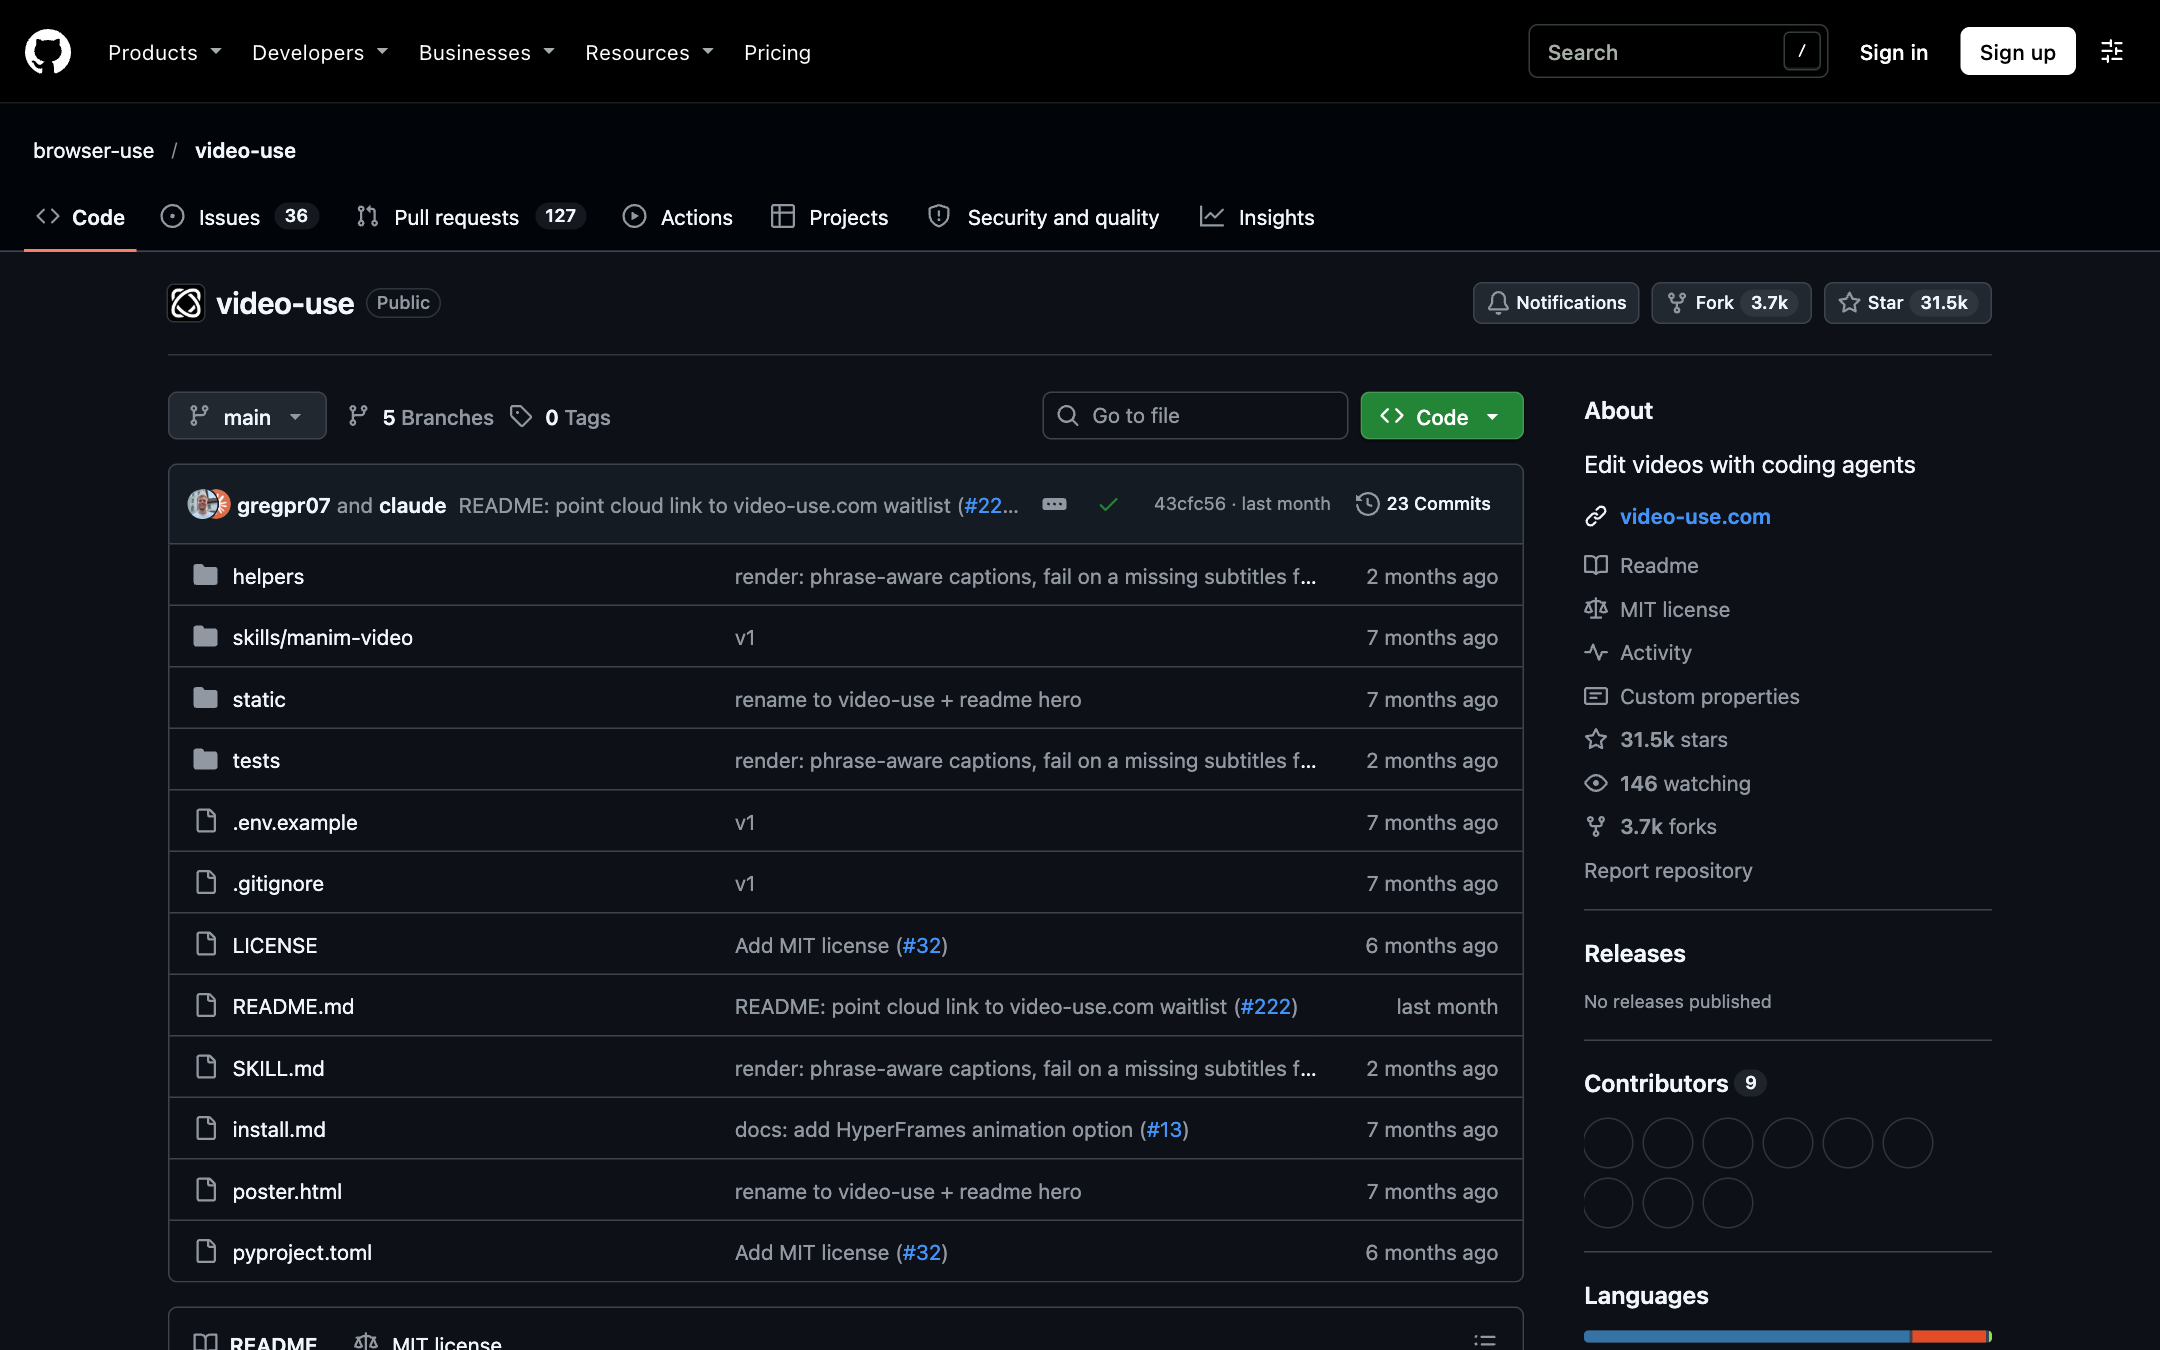 Products Developers Businesses Resources Pricing Search / Sign in Sign up
browser-use / video-use
Code Issues 36 Pull requests 127 Actions Projects Security and quality Insights
video-use Public Notifications Fork 3.7k Star 31.5k
main 5 Branches 0 Tags Go to file Code
gregpr07 and claude README: point cloud link to video-use.com waitlist (#22... 43cfc56 · last month 23 Commits
helpers render: phrase-aware captions, fail on a missing subtitles f... 2 months ago
skills/manim-video v1 7 months ago
static rename to video-use + readme hero 7 months ago
tests render: phrase-aware captions, fail on a missing subtitles f... 2 months ago
.env.example v1 7 months ago
.gitignore v1 7 months ago
LICENSE Add MIT license (#32) 6 months ago
README.md README: point cloud link to video-use.com waitlist (#222) last month
SKILL.md render: phrase-aware captions, fail on a missing subtitles f... 2 months ago
install.md docs: add HyperFrames animation option (#13) 7 months ago
poster.html rename to video-use + readme hero 7 months ago
pyproject.toml Add MIT license (#32) 6 months ago
README MIT license
About
Edit videos with coding agents
video-use.com
Readme
MIT license
Activity
Custom properties
31.5k stars
146 watching
3.7k forks
Report repository
Releases
No releases published
Contributors 9
Languages